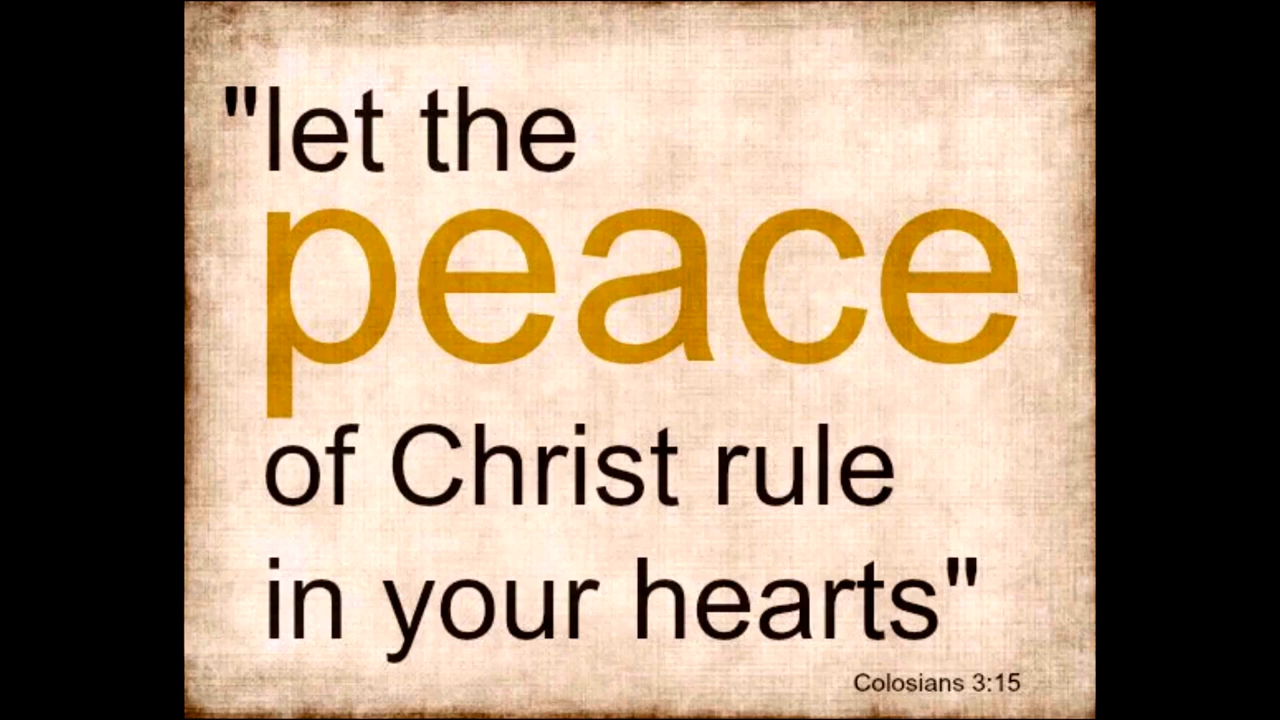 "let the
peace
of Christ rule
in your hearts"
Colosians 3:15